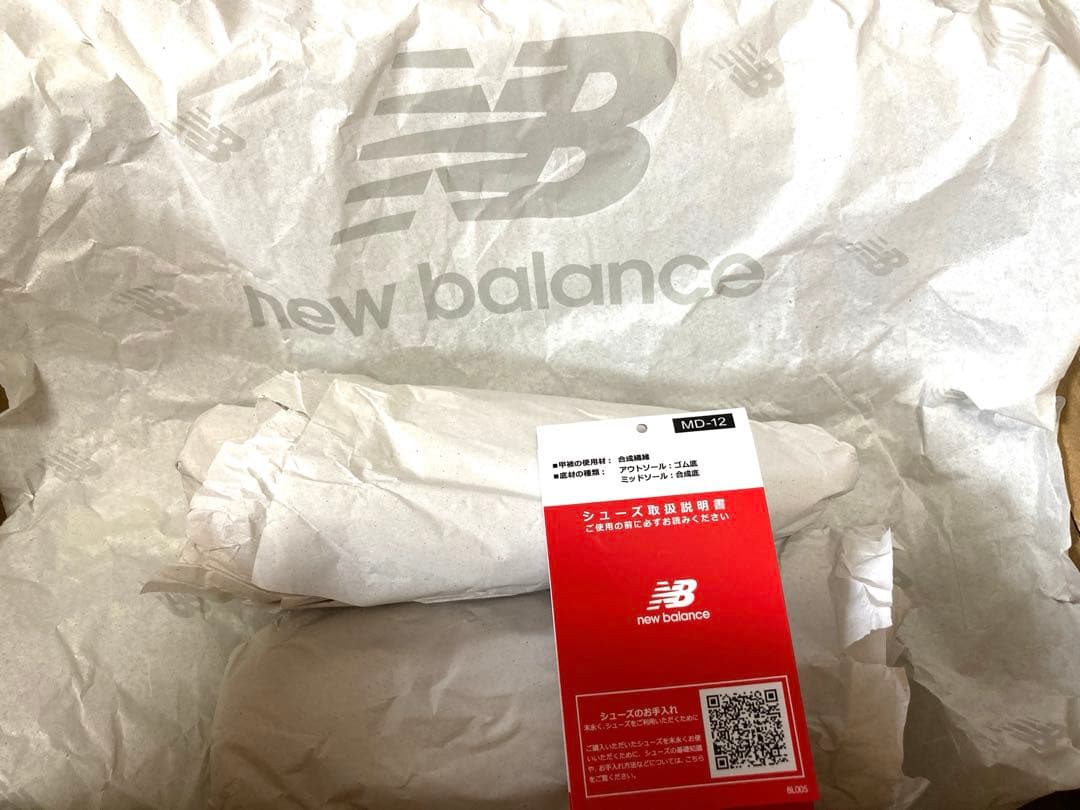 NB
new balance
MD-12
■甲被の使用材： 合成繊維
■底材の種類： アウトソール：ゴム底
ミッドソール：合成底
シューズ取扱説明書
ご使用の前に必ずお読みください
NB
new balance
シューズのお手入れ
末永く、シューズをご利用いただくために
ご購入いただいたシューズを末永くお使
いいただくために、シューズの基礎知識
や、お手入れ方法などについては、こちら
をご覧ください。
BL005